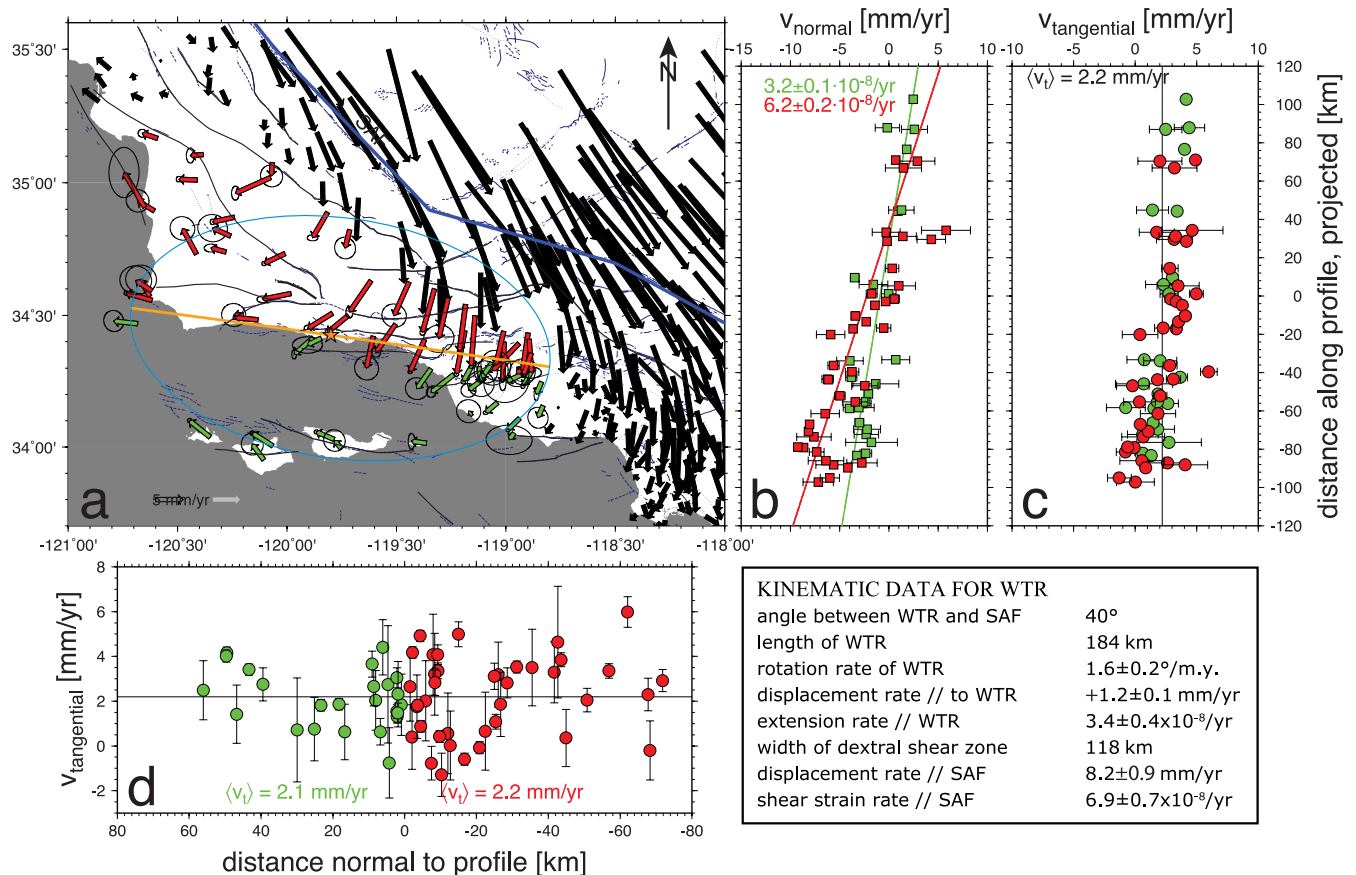 35°30'
35°00'
34°30'
34°00'
-121°00'
-120°30'
-120°00'
-119°30'
-119°00'
-118°30'
-118°00'
N
a
5 mm/yr
v_normal [mm/yr]
-15 -10 -5 0 5 10
3.2±0.1·10⁻⁸/yr
6.2±0.2·10⁻⁸/yr
b
v_tangential [mm/yr]
-10 -5 0 5 10
⟨v_t⟩ = 2.2 mm/yr
c
120
100
80
60
40
20
0
-20
-40
-60
-80
-100
-120
distance along profile, projected [km]
v_tangential [mm/yr]
8
6
4
2
0
-2
d
⟨v_t⟩ = 2.1 mm/yr
⟨v_t⟩ = 2.2 mm/yr
80 60 40 20 0 -20 -40 -60 -80
distance normal to profile [km]
KINEMATIC DATA FOR WTR
angle between WTR and SAF 40°
length of WTR 184 km
rotation rate of WTR 1.6±0.2°/m.y.
displacement rate // to WTR +1.2±0.1 mm/yr
extension rate // WTR 3.4±0.4x10⁻⁸/yr
width of dextral shear zone 118 km
displacement rate // SAF 8.2±0.9 mm/yr
shear strain rate // SAF 6.9±0.7x10⁻⁸/yr